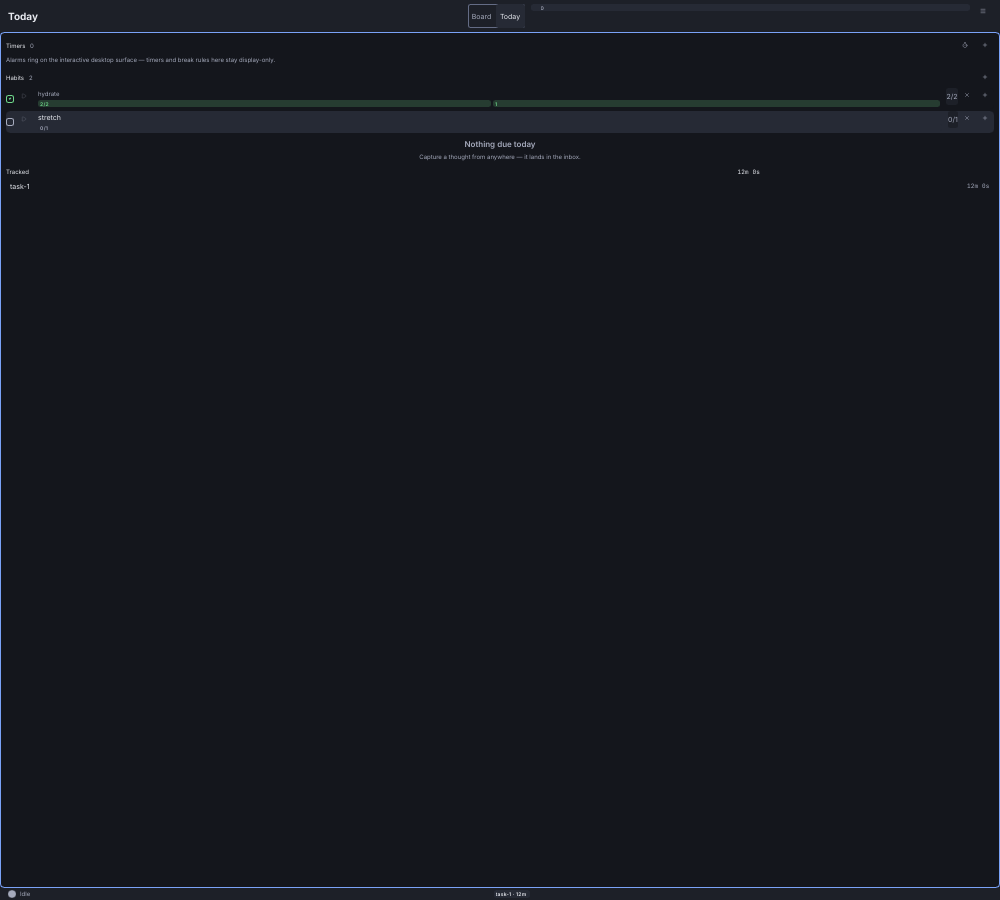 Today
Board
Today
0
Timers 0
Alarms ring on the interactive desktop surface — timers and break rules here stay display-only.
Habits 2
hydrate
2/2
1
2/2
stretch
0/1
0/1
Nothing due today
Capture a thought from anywhere — it lands in the inbox.
Tracked 12m 0s
task-1 12m 0s
Idle
task-1 · 12m